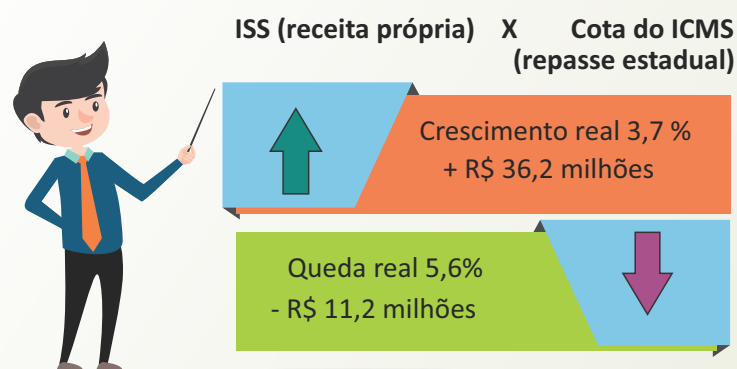 ISS (receita própria) X Cota do ICMS
(repasse estadual)
Crescimento real 3,7 %
+ R$ 36,2 milhões
Queda real 5,6%
- R$ 11,2 milhões